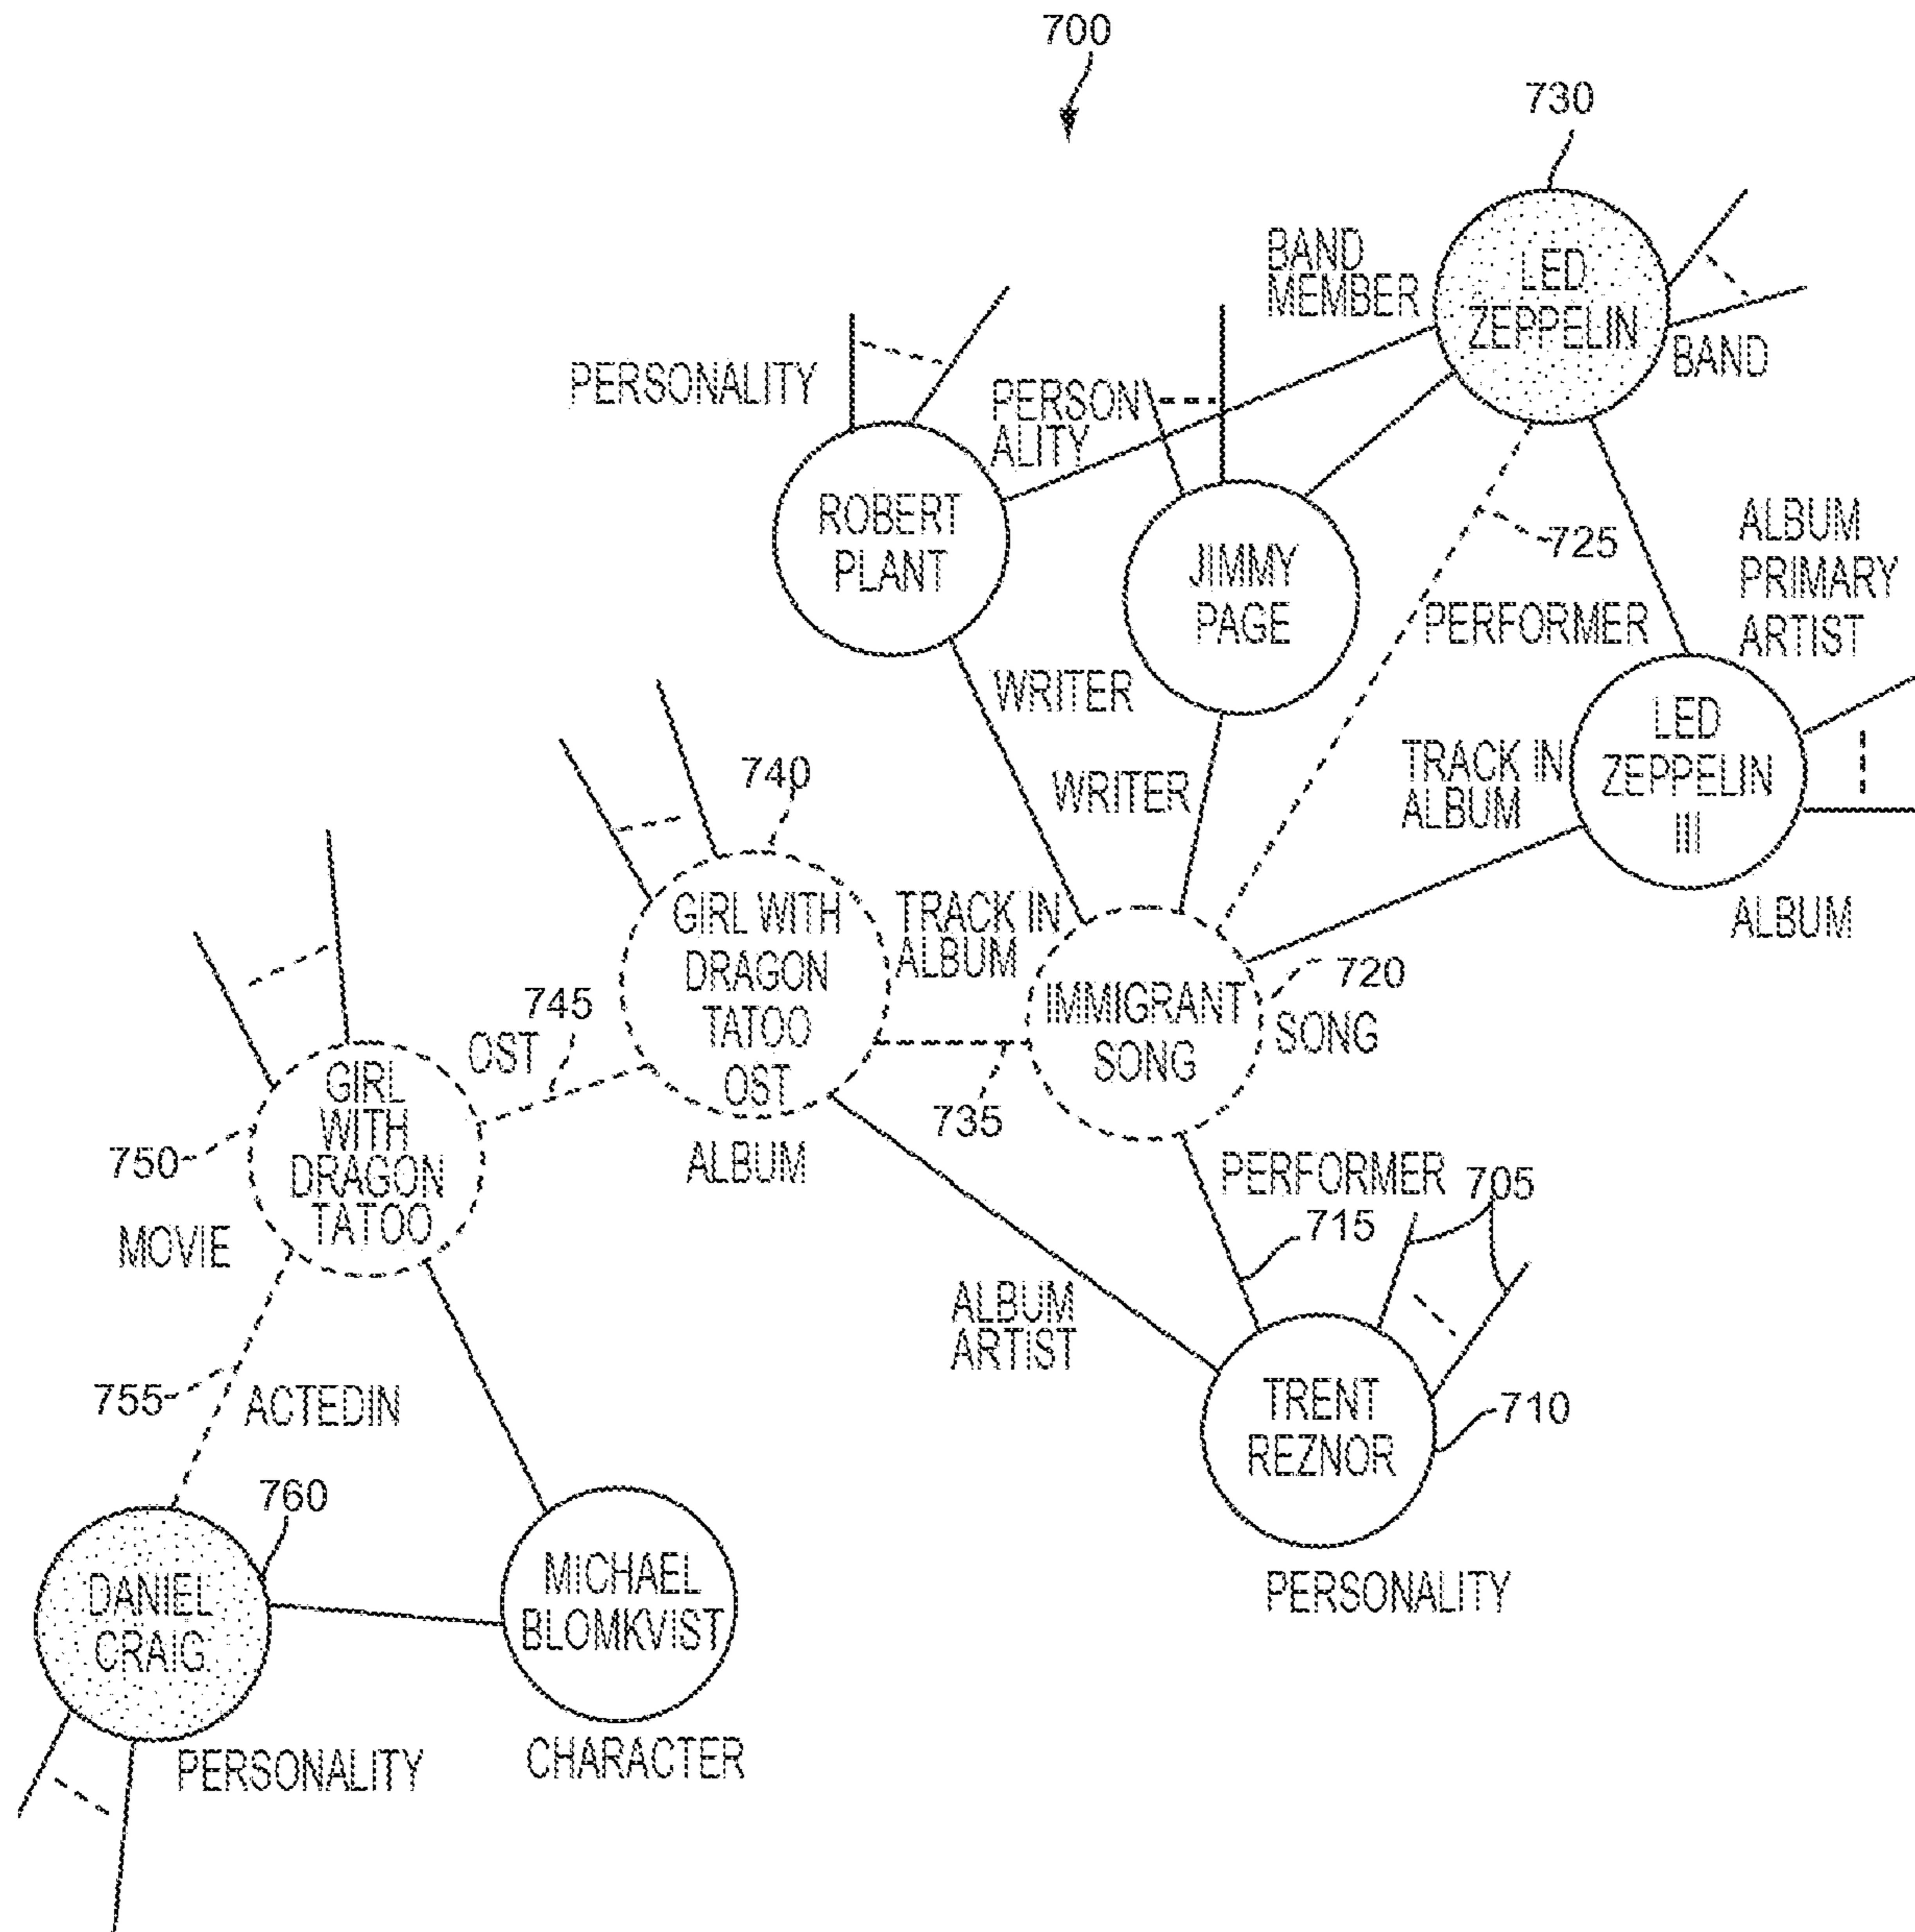 700
730
BAND
MEMBER
LED
ZEPPELIN
BAND
PERSONALITY
PERSON
ALITY
ROBERT
PLANT
JIMMY
PAGE
725
ALBUM
PRIMARY
ARTIST
PERFORMER
WRITER
WRITER
TRACK IN
ALBUM
LED
ZEPPELIN
III
ALBUM
740
GIRL WITH
DRAGON
TATOO
OST
TRACK IN
ALBUM
IMMIGRANT
SONG
720
SONG
745
OST
735
ALBUM
GIRL
WITH
DRAGON
TATOO
750
MOVIE
PERFORMER
705
715
ALBUM
ARTIST
755
ACTEDIN
TRENT
REZNOR
710
PERSONALITY
760
DANIEL
CRAIG
MICHAEL
BLOMKVIST
PERSONALITY
CHARACTER